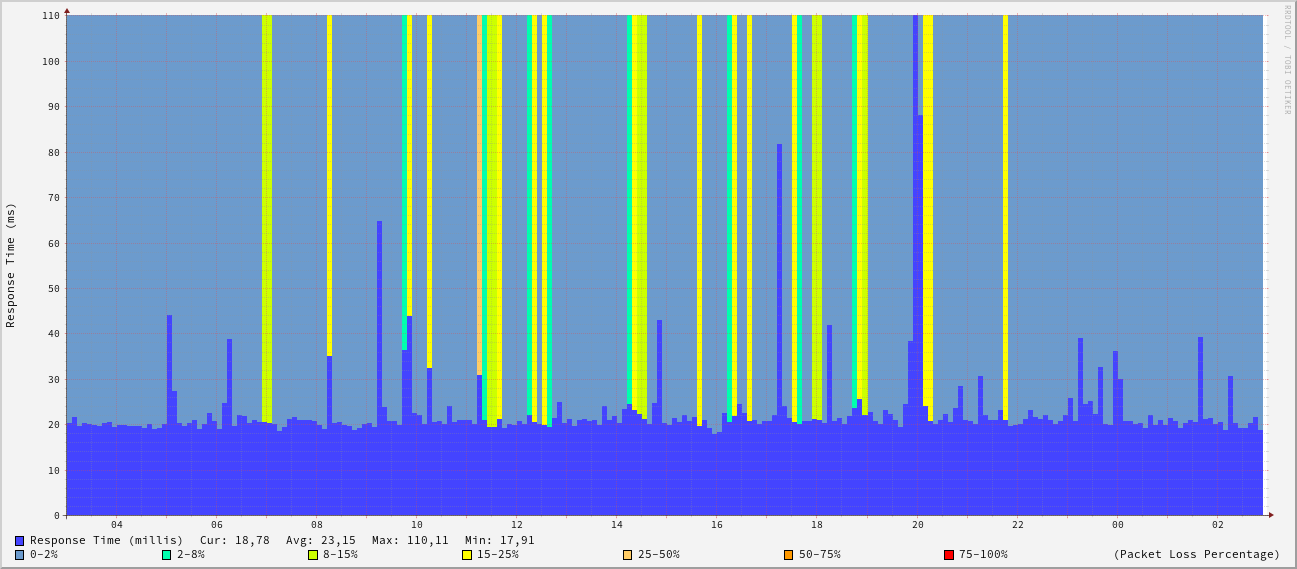 RRDTOOL / TOBI OETIKER
Response Time (ms)
110
100
90
80
70
60
50
40
30
20
10
0
04 06 08 10 12 14 16 18 20 22 00 02
Response Time (millis) Cur: 18,78 Avg: 23,15 Max: 110,11 Min: 17,91
0-2% 2-8% 8-15% 15-25% 25-50% 50-75% 75-100% (Packet Loss Percentage)